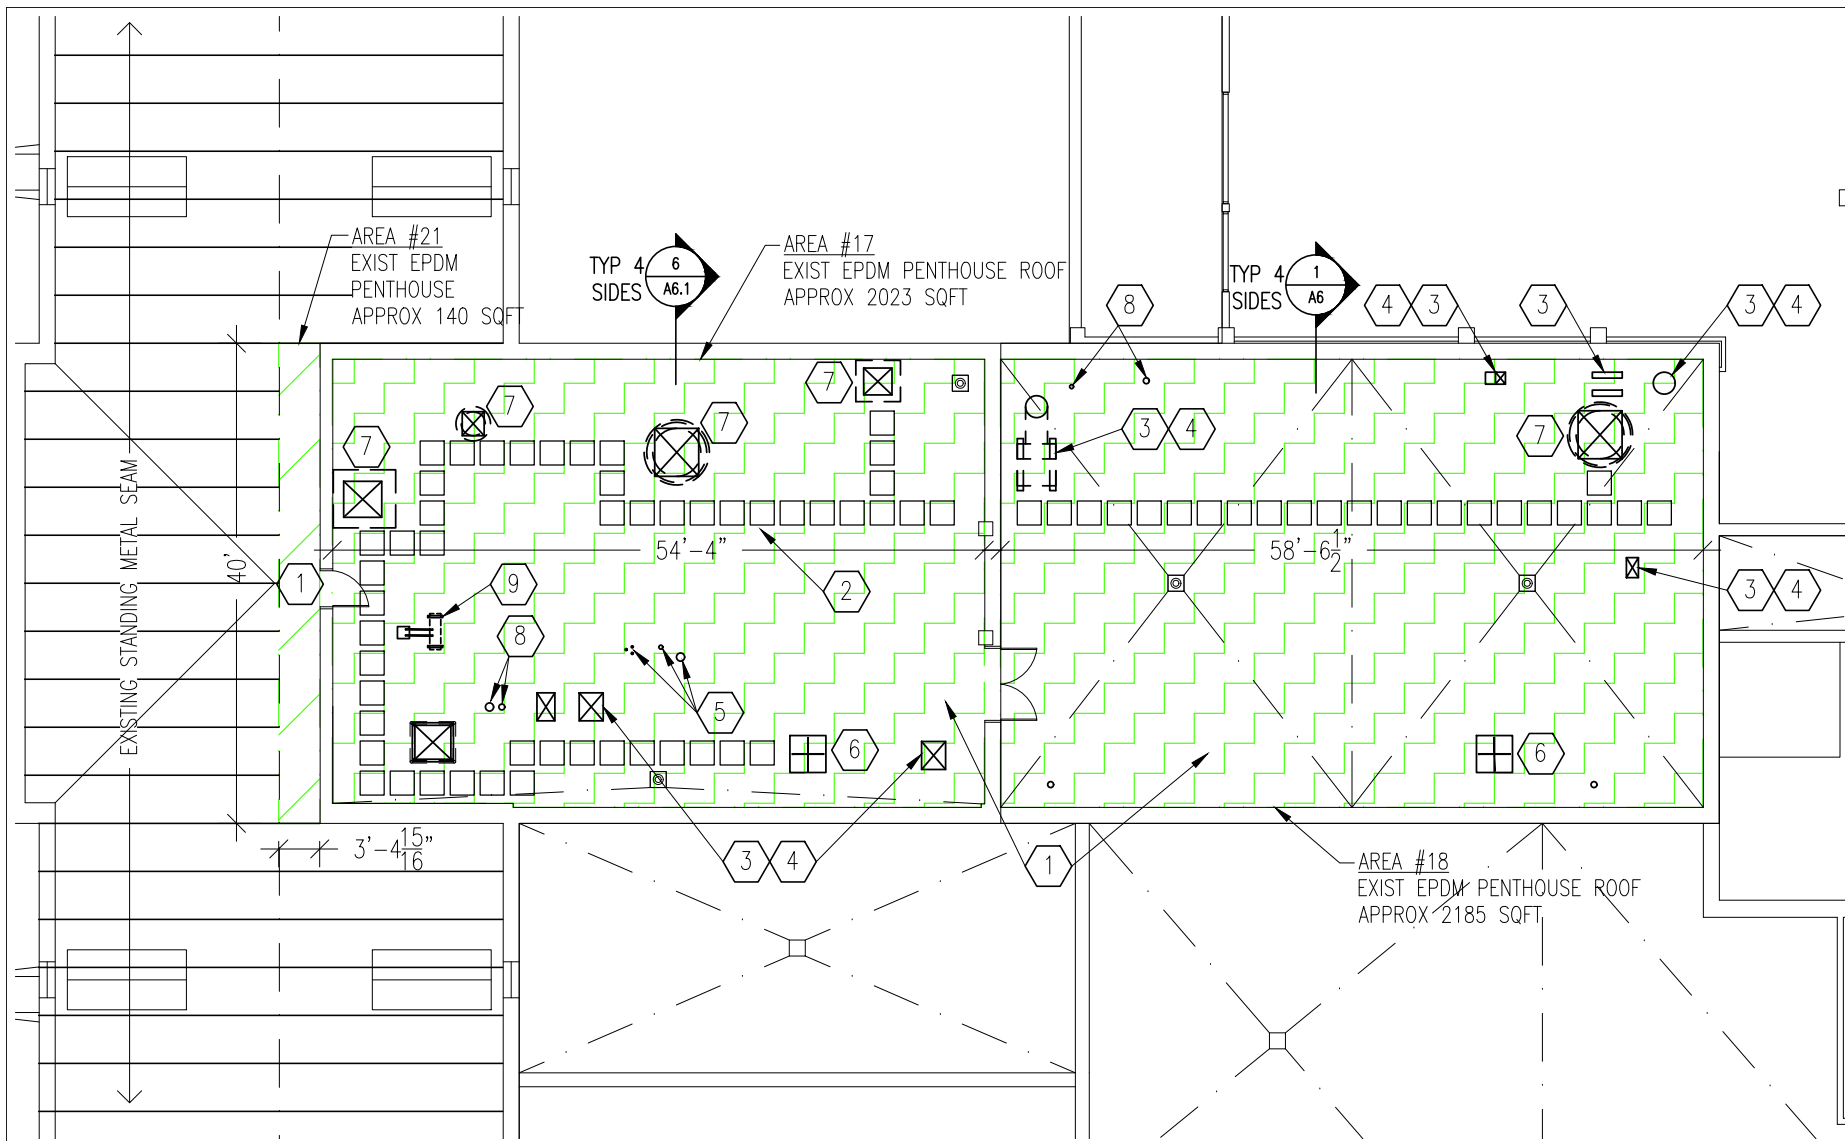 AREA #21
EXIST EPDM
PENTHOUSE
APPROX 140 SQFT
TYP 4
SIDES
6
A6.1
AREA #17
EXIST EPDM PENTHOUSE ROOF
APPROX 2023 SQFT
TYP 4
SIDES
1
A6
8
4 3
3
3 4
7
7
7
7
3 4
7
EXISTING STANDING METAL SEAM
40'
1
54'-4"
58'-6 1/2"
9
2
3 4
8
5
6
6
3'-4 15/16"
3 4
1
AREA #18
EXIST EPDM PENTHOUSE ROOF
APPROX 2185 SQFT